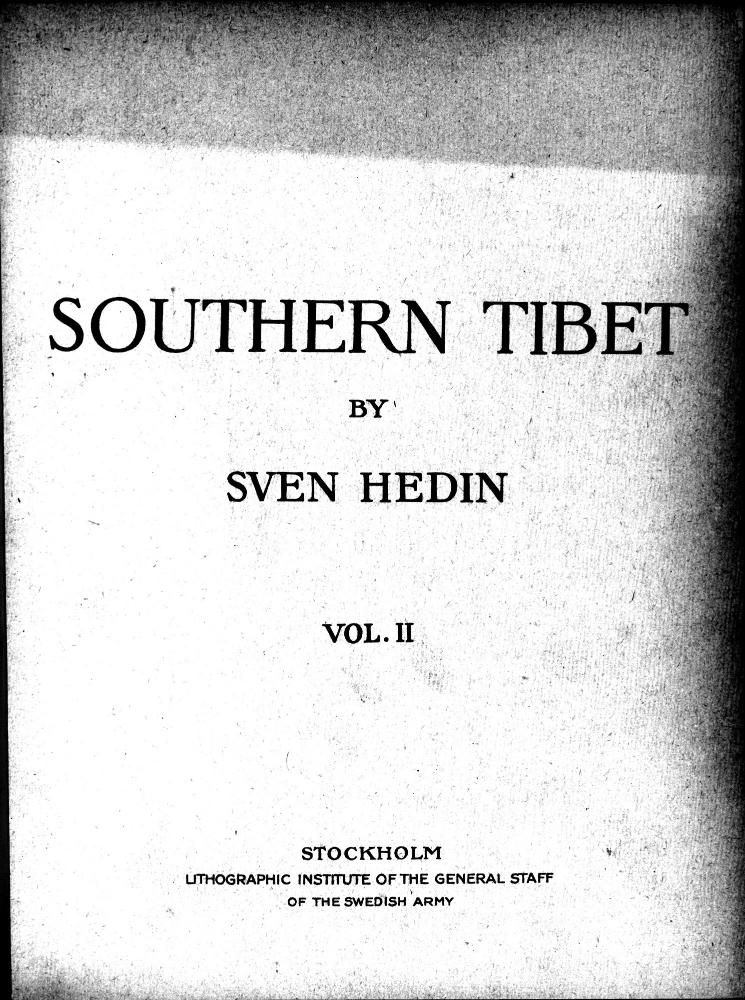 SOUTHERN TIBET
BY
SVEN HEDIN
VOL. II
STOCKHOLM
LITHOGRAPHIC INSTITUTE OF THE GENERAL STAFF
OF THE SWEDISH ARMY